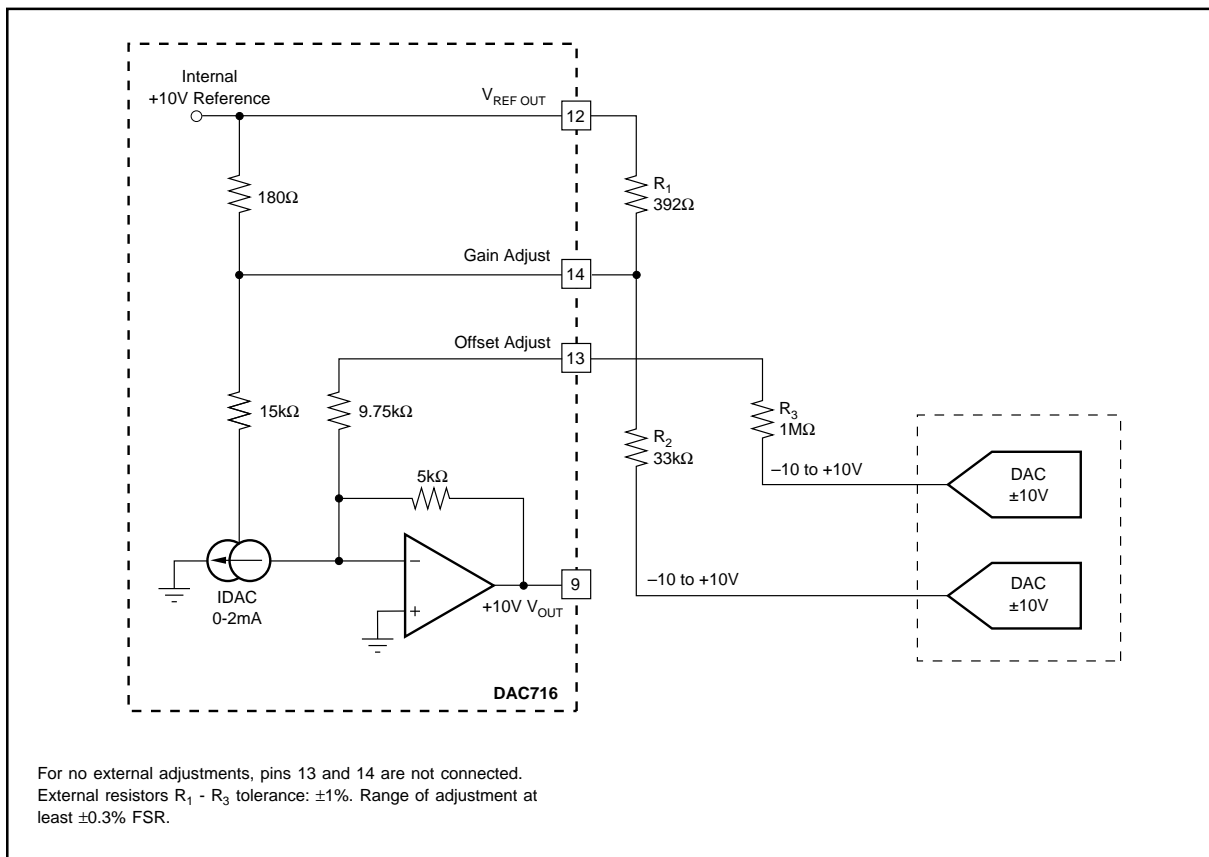 Internal
+10V Reference
V_REF OUT
12
180Ω
R₁
392Ω
Gain Adjust
14
Offset Adjust
13
15kΩ
9.75kΩ
R₃
1MΩ
R₂
33kΩ
–10 to +10V
DAC
±10V
5kΩ
–
+
IDAC
0-2mA
+10V V_OUT
9
–10 to +10V
DAC
±10V
DAC716
For no external adjustments, pins 13 and 14 are not connected.
External resistors R₁ - R₃ tolerance: ±1%. Range of adjustment at
least ±0.3% FSR.